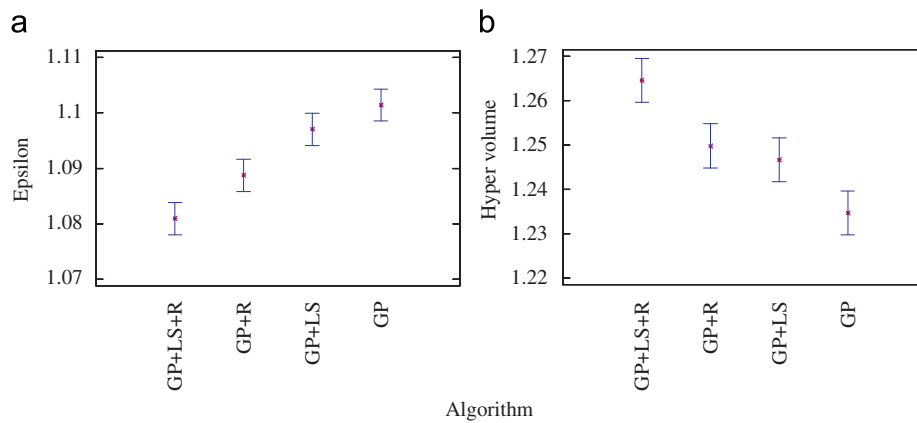 a
Epsilon
1.11
1.1
1.09
1.08
1.07
GP+LS+R
GP+R
GP+LS
GP
b
Hyper volume
1.27
1.26
1.25
1.24
1.23
1.22
GP+LS+R
GP+R
GP+LS
GP
Algorithm